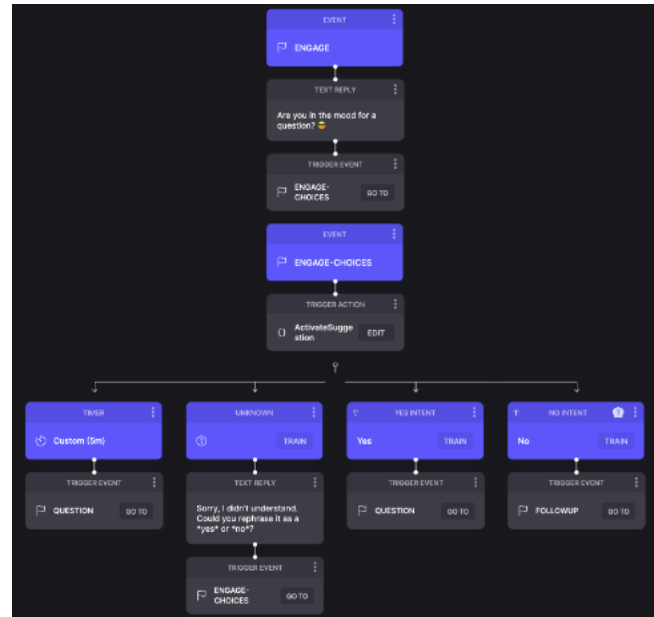 EVENT
ENGAGE
TEXT REPLY
Are you in the mood for a
question? 😎
TRIGGER EVENT
ENGAGE-
CHOICES
GO TO
EVENT
ENGAGE-CHOICES
TRIGGER ACTION
ActivateSugge
stion
EDIT
TIMER
Custom (5m)
TRIGGER EVENT
QUESTION
GO TO
UNKNOWN
TRAIN
TEXT REPLY
Sorry, I didn't understand.
Could you rephrase it as a
*yes* or *no*?
TRIGGER EVENT
ENGAGE-
CHOICES
GO TO
YES INTENT
Yes
TRAIN
TRIGGER EVENT
QUESTION
GO TO
NO INTENT
No
TRAIN
TRIGGER EVENT
FOLLOWUP
GO TO